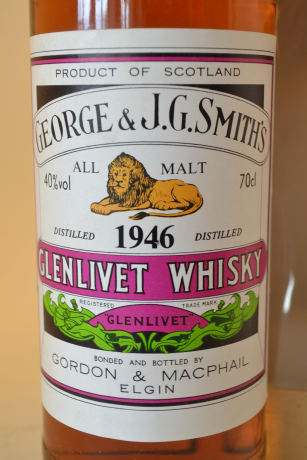 PRODUCT OF SCOTLAND
GEORGE & J.G. SMITH'S
ALL MALT
40%vol 70cl
DISTILLED 1946 DISTILLED
GLENLIVET WHISKY
REGISTERED TRADE MARK
"GLENLIVET"
BONDED AND BOTTLED BY
GORDON & MACPHAIL
ELGIN